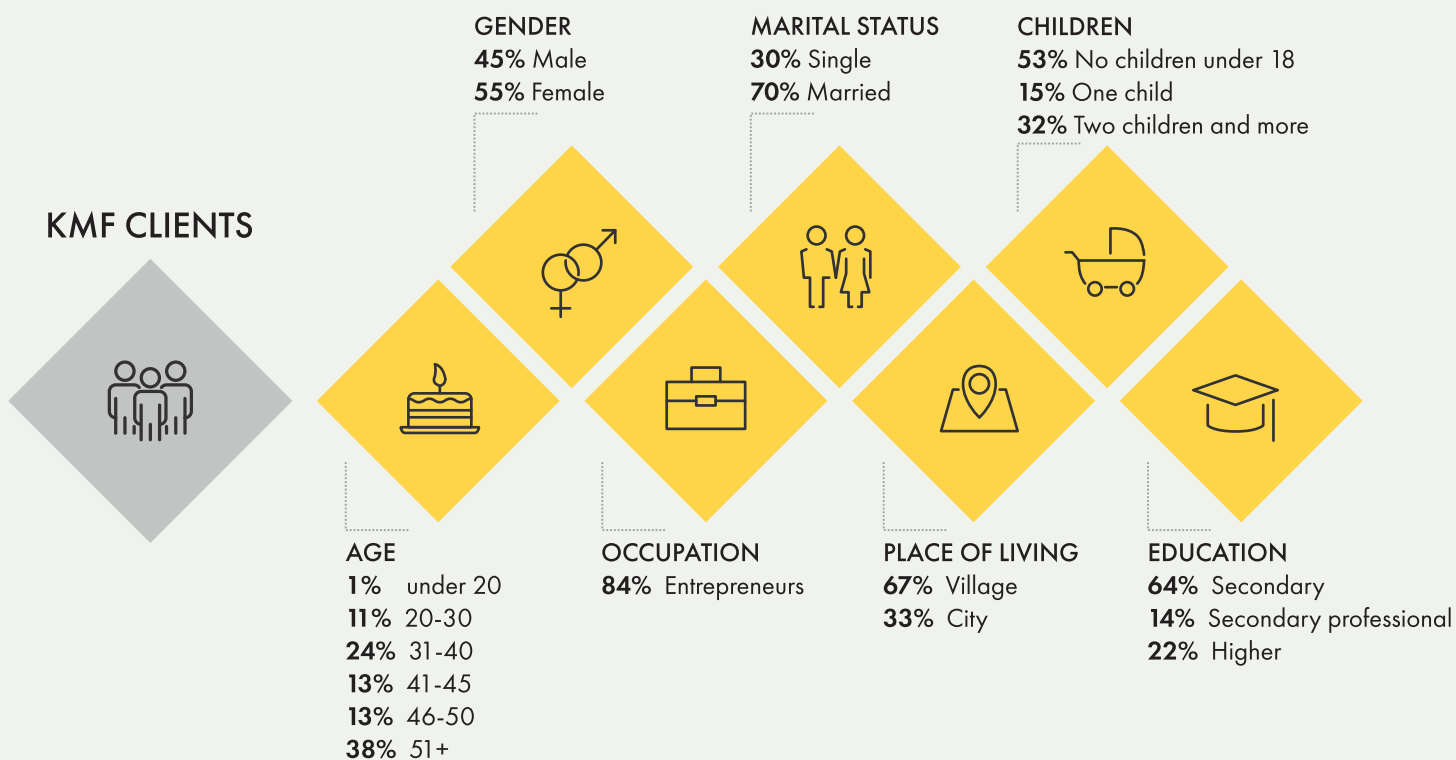 KMF CLIENTS
GENDER
45% Male
55% Female
MARITAL STATUS
30% Single
70% Married
CHILDREN
53% No children under 18
15% One child
32% Two children and more
AGE
1% under 20
11% 20-30
24% 31-40
13% 41-45
13% 46-50
38% 51+
OCCUPATION
84% Entrepreneurs
PLACE OF LIVING
67% Village
33% City
EDUCATION
64% Secondary
14% Secondary professional
22% Higher